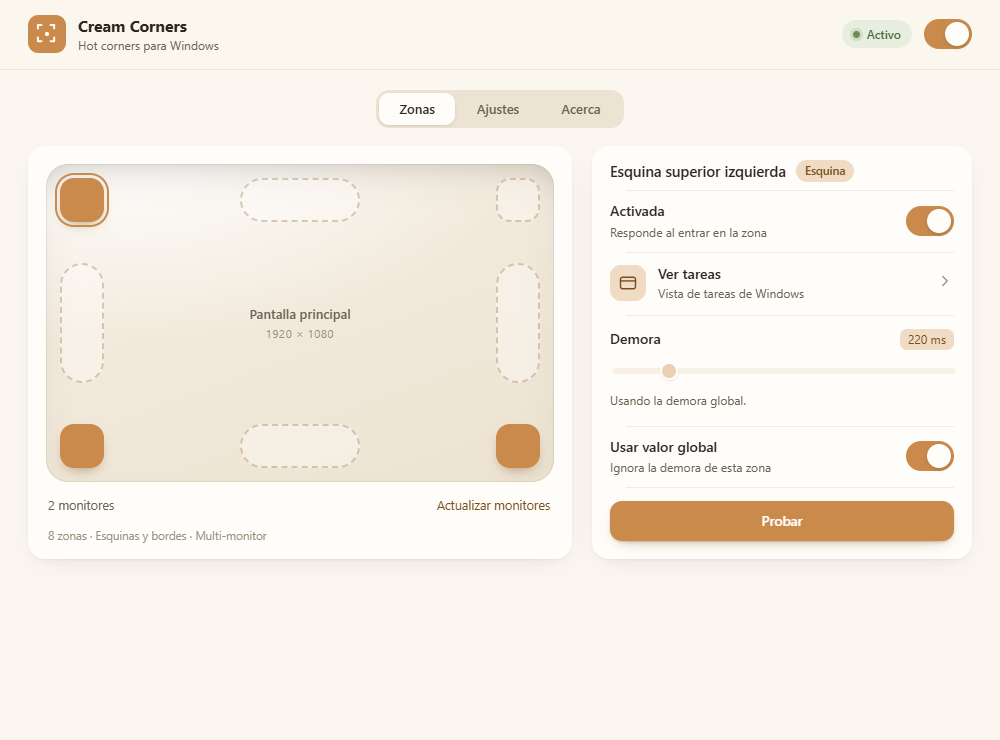 Cream Corners
Hot corners para Windows
Activo
Zonas
Ajustes
Acerca
Pantalla principal
1920 × 1080
2 monitores
Actualizar monitores
8 zonas · Esquinas y bordes · Multi-monitor
Esquina superior izquierda
Esquina
Activada
Responde al entrar en la zona
Ver tareas
Vista de tareas de Windows
Demora
220 ms
Usando la demora global.
Usar valor global
Ignora la demora de esta zona
Probar